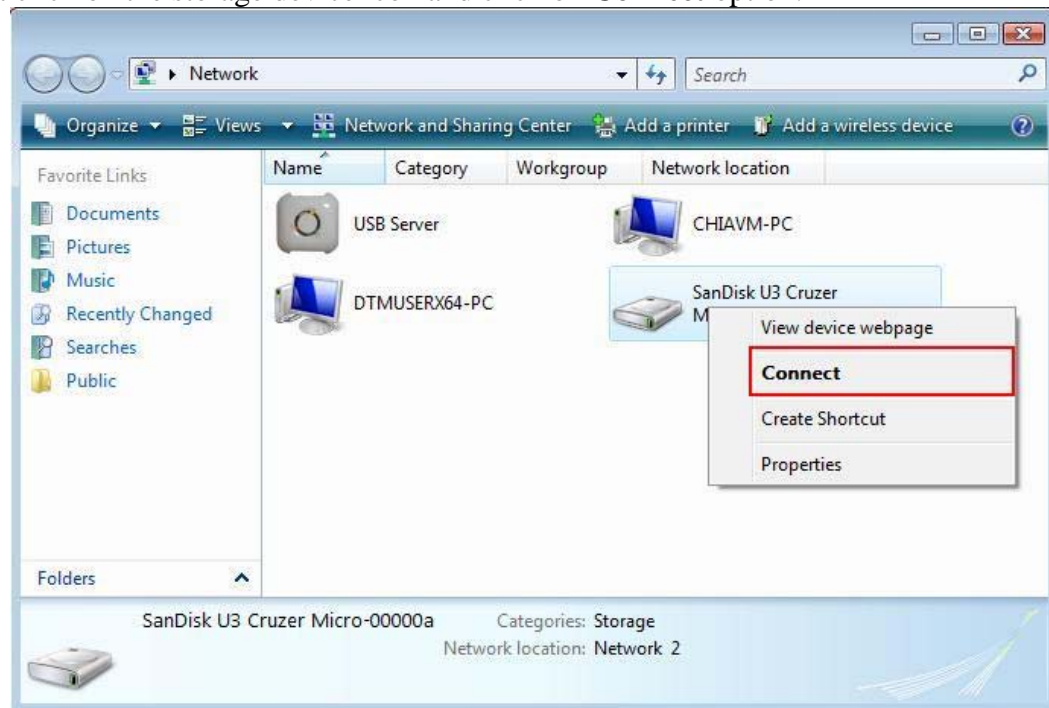 Network
Search
Organize Views Network and Sharing Center Add a printer Add a wireless device
Favorite Links
Documents
Pictures
Music
Recently Changed
Searches
Public
Folders
Name Category Workgroup Network location
USB Server
CHIAVM-PC
DTMUSERX64-PC
SanDisk U3 Cruzer
M
View device webpage
Connect
Create Shortcut
Properties
SanDisk U3 Cruzer Micro-00000a Categories: Storage
Network location: Network 2